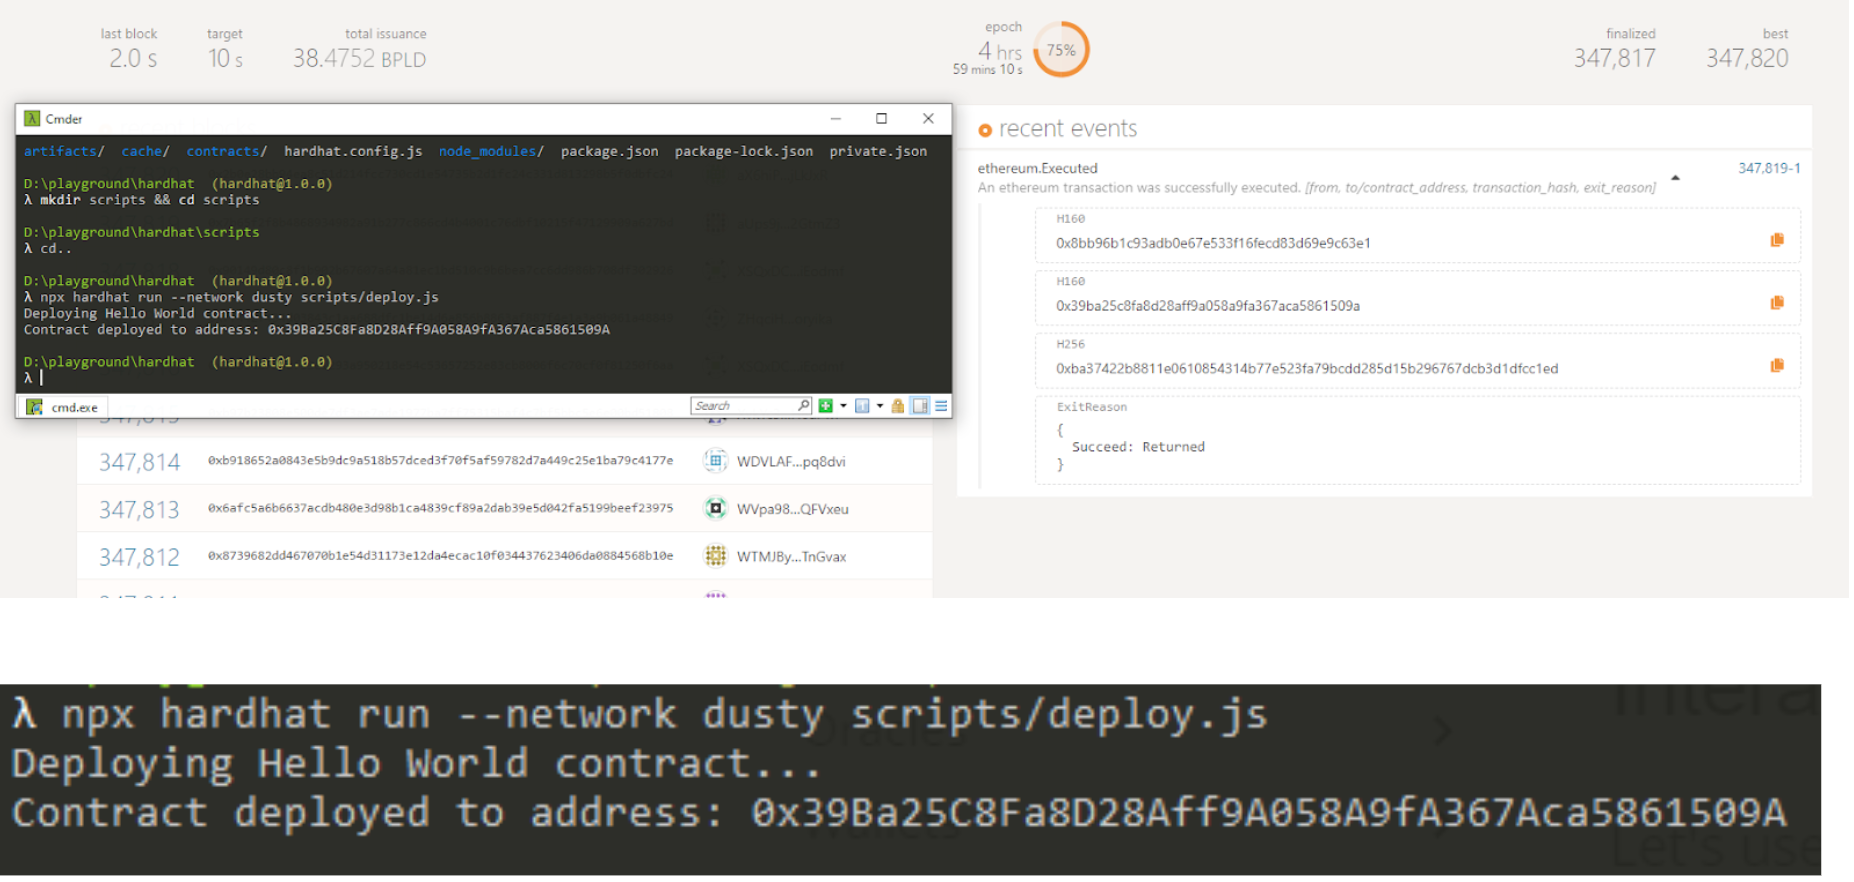 last block target total issuance epoch finalized best
2.0 s 10 s 38.4752 BPLD 4 hrs 75% 347,817 347,820
59 mins 10 s
Cmder
artifacts/ cache/ contracts/ hardhat.config.js node_modules/ package.json package-lock.json private.json
D:\playground\hardhat (hardhat@1.0.0)
λ mkdir scripts && cd scripts
D:\playground\hardhat\scripts
λ cd..
D:\playground\hardhat (hardhat@1.0.0)
λ npx hardhat run --network dusty scripts/deploy.js
Deploying Hello World contract...
Contract deployed to address: 0x39Ba25C8Fa8D28Aff9A058A9fA367Aca5861509A
D:\playground\hardhat (hardhat@1.0.0)
λ
cmd.exe Search
347,814 0xb918652a0843e5b9dc9a518b57dced3f70f5af59782d7a449c25e1ba79c4177e WDVLAF...pq8dvi
347,813 0x6afc5a6b6637acdb480e3d98b1ca4839cf89a2dab39e5d042fa5199beef23975 WVpa98...QFVxeu
347,812 0x8739682dd467070b1e54d31173e12da4ecac10f034437623406da0884568b10e WTMJBy...TnGvax
recent events
ethereum.Executed 347,819-1
An ethereum transaction was successfully executed. [from, to/contract_address, transaction_hash, exit_reason]
H160
0x8bb96b1c93adb0e67e533f16fecd83d69e9c63e1
H160
0x39ba25c8fa8d28aff9a058a9fa367aca5861509a
H256
0xba37422b8811e0610854314b77e523fa79bcdd285d15b296767dcb3d1dfcc1ed
ExitReason
{
Succeed: Returned
}
λ npx hardhat run --network dusty scripts/deploy.js
Deploying Hello World contract...
Contract deployed to address: 0x39Ba25C8Fa8D28Aff9A058A9fA367Aca5861509A